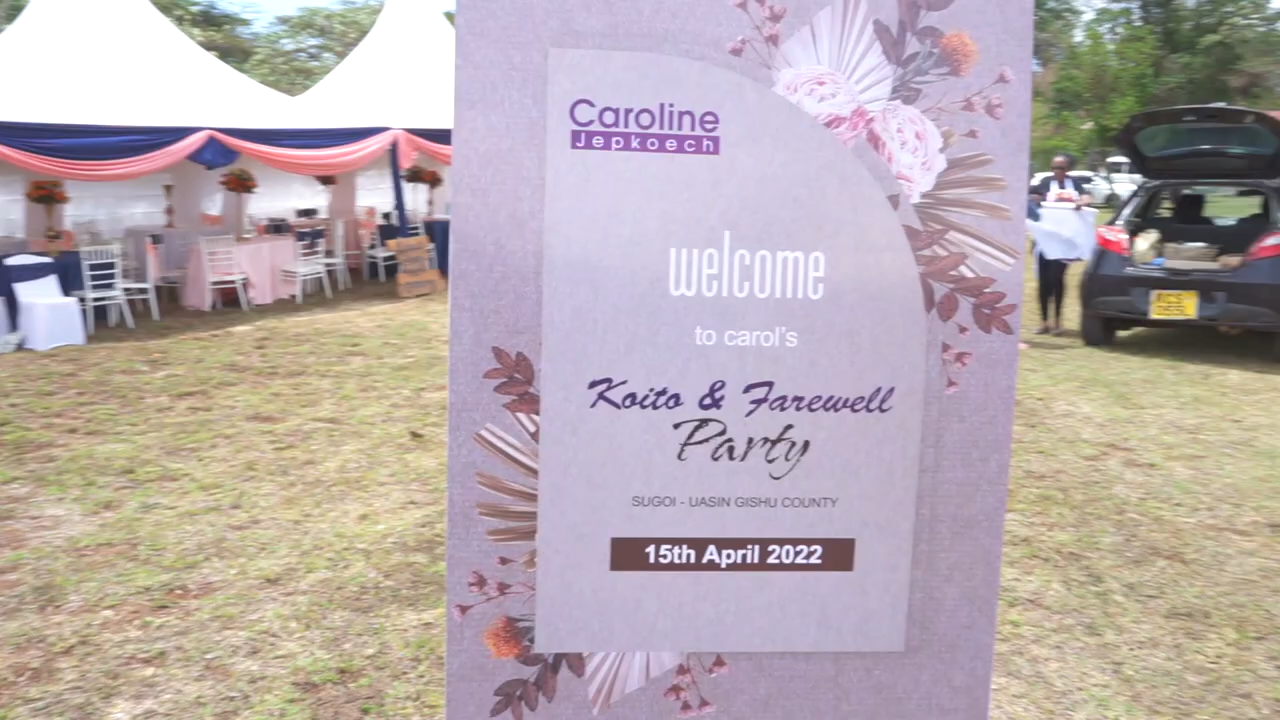 Caroline
Jepkoech
welcome
to carol's
Koito & Farewell
Party
SUGOI - UASIN GISHU COUNTY
15th April 2022